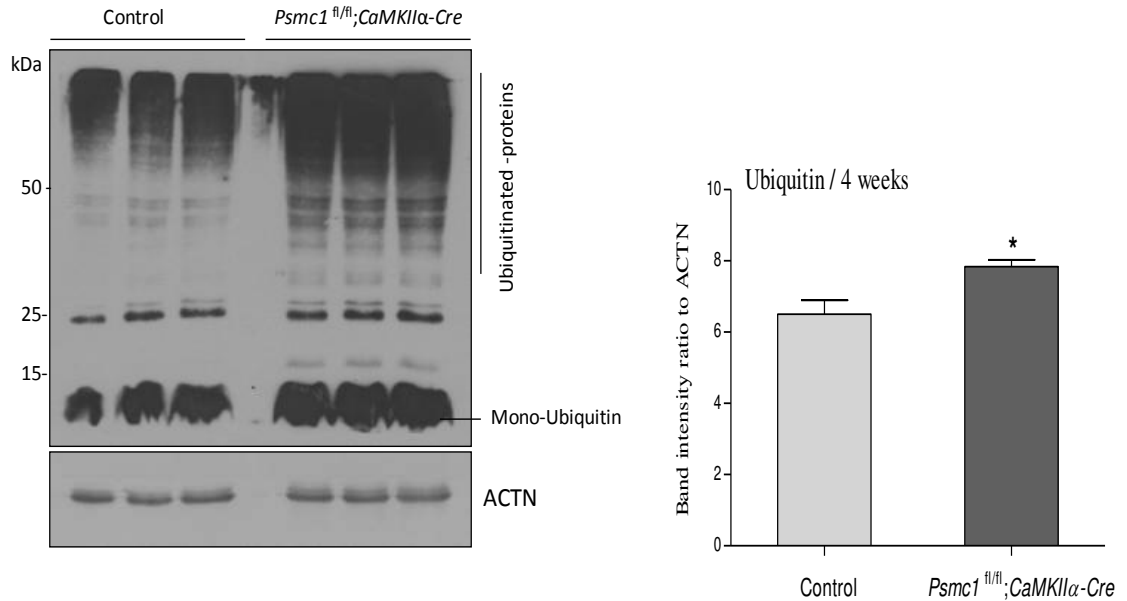 Control
Psmc1 fl/fl;CaMKIIα-Cre
kDa
50-
25-
15-
Ubiquitinated -proteins
Mono-Ubiquitin
ACTN
Ubiquitin / 4 weeks
Band intensity ratio to ACTN
10
8
6
4
2
0
*
Control
Psmc1 fl/fl;CaMKIIα-Cre